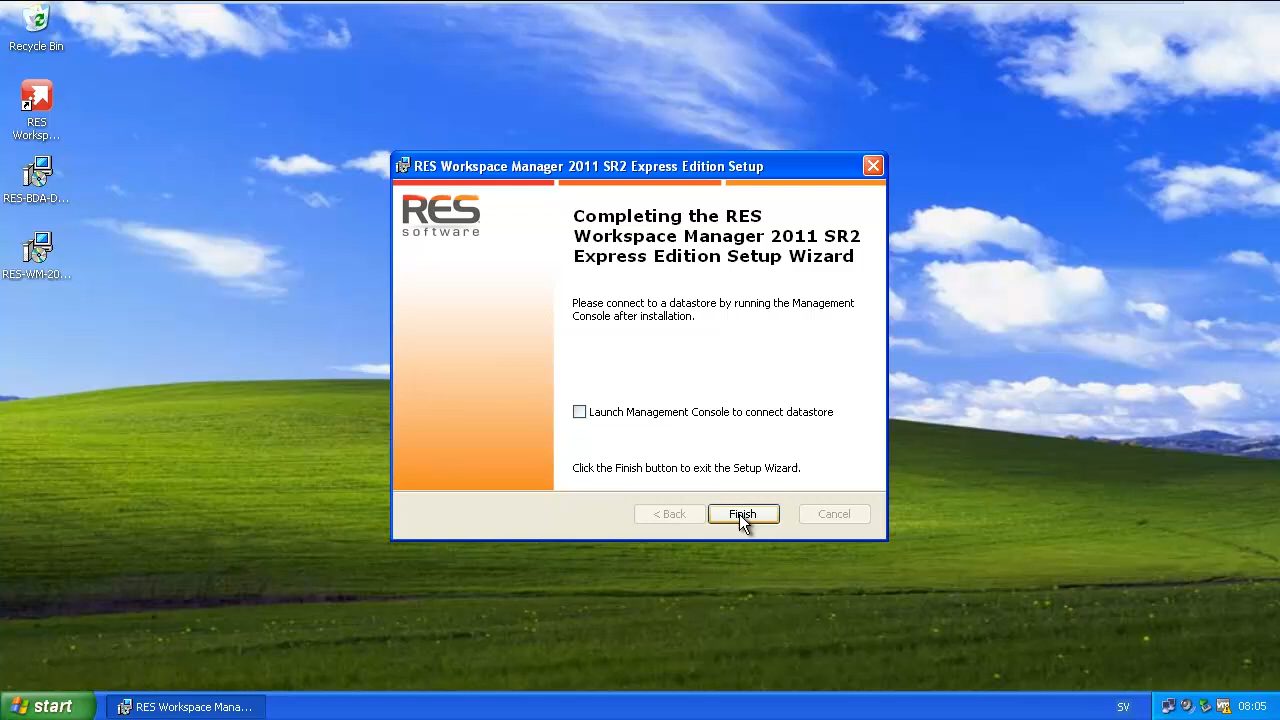 Recycle Bin
RES
Worksp...
RES-BDA-D...
RES-WM-20...
RES Workspace Manager 2011 SR2 Express Edition Setup
RES
software
Completing the RES
Workspace Manager 2011 SR2
Express Edition Setup Wizard
Please connect to a datastore by running the Management
Console after installation.
Launch Management Console to connect datastore
Click the Finish button to exit the Setup Wizard.
< Back
Finish
Cancel
start
RES Workspace Mana...
SV
08:05